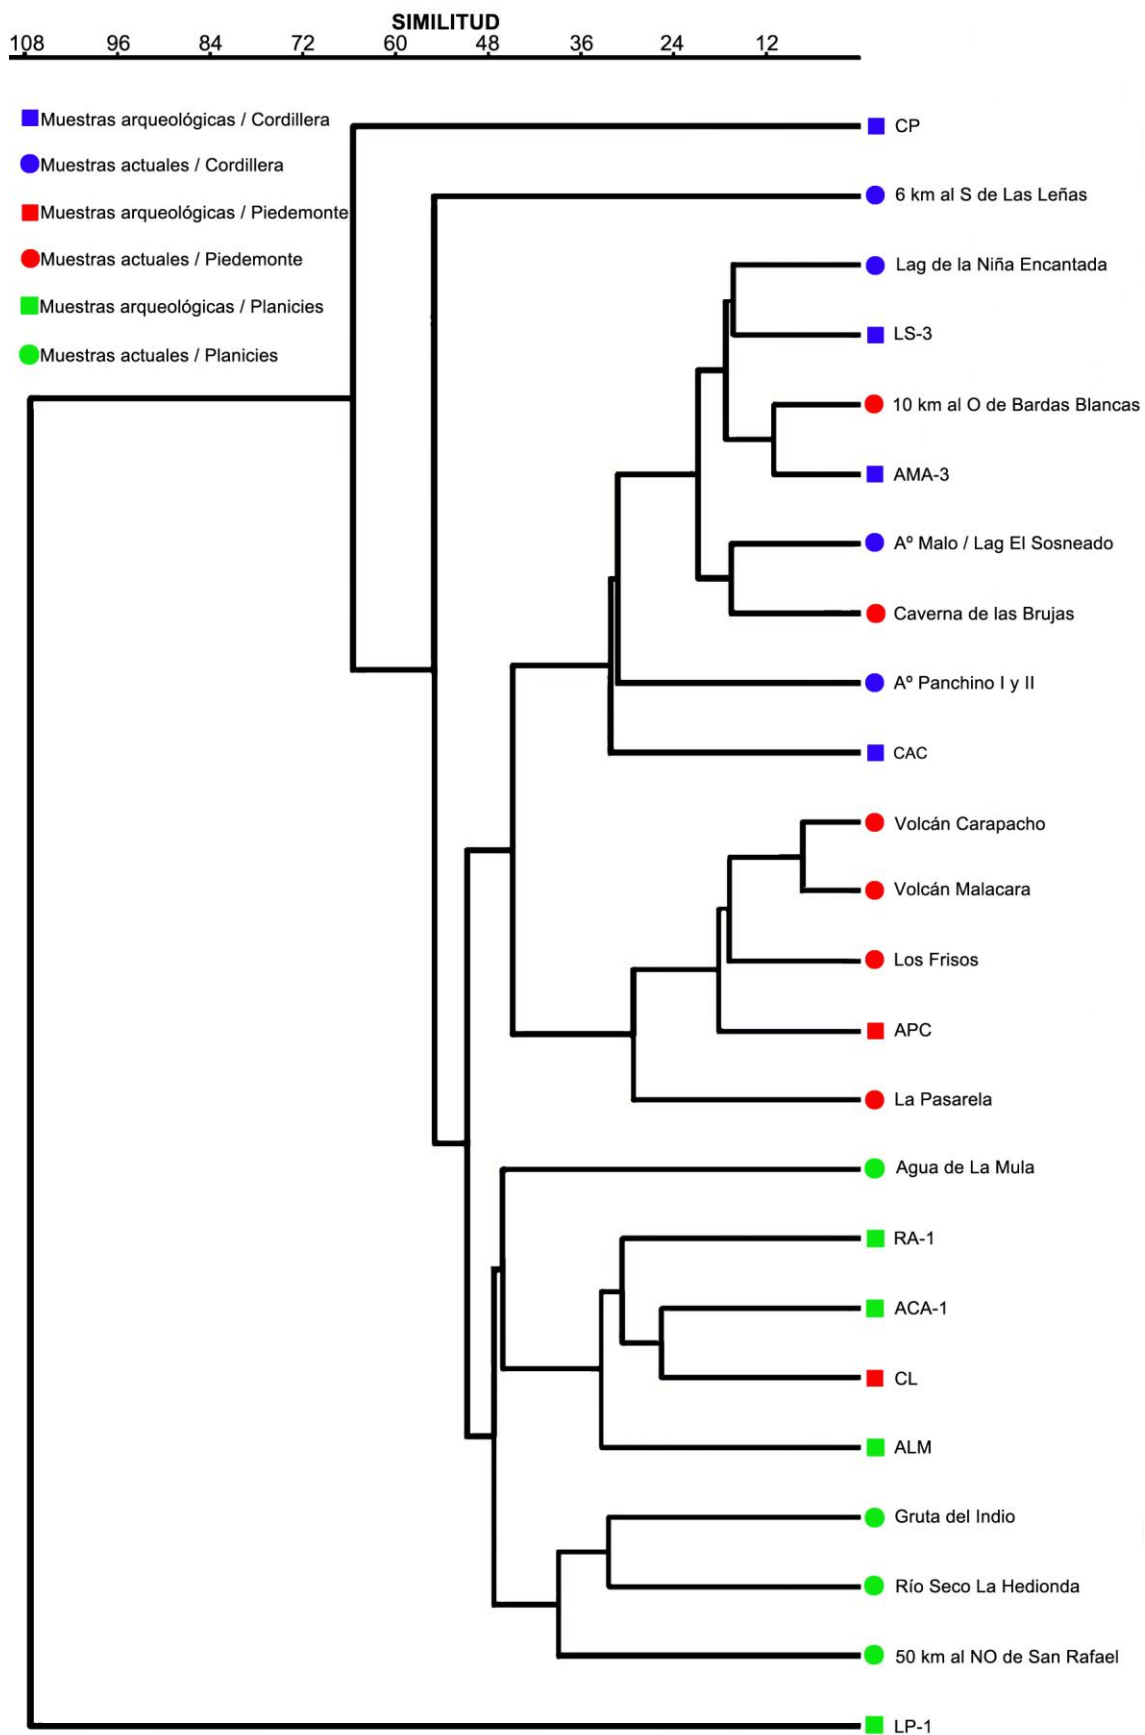 SIMILITUD
108 96 84 72 60 48 36 24 12
Muestras arqueológicas / Cordillera
Muestras actuales / Cordillera
Muestras arqueológicas / Piedemonte
Muestras actuales / Piedemonte
Muestras arqueológicas / Planicies
Muestras actuales / Planicies
CP
6 km al S de Las Leñas
Lag de la Niña Encantada
LS-3
10 km al O de Bardas Blancas
AMA-3
Aº Malo / Lag El Sosneado
Caverna de las Brujas
Aº Panchino I y II
CAC
Volcán Carapacho
Volcán Malacara
Los Frisos
APC
La Pasarela
Agua de La Mula
RA-1
ACA-1
CL
ALM
Gruta del Indio
Río Seco La Hedionda
50 km al NO de San Rafael
LP-1